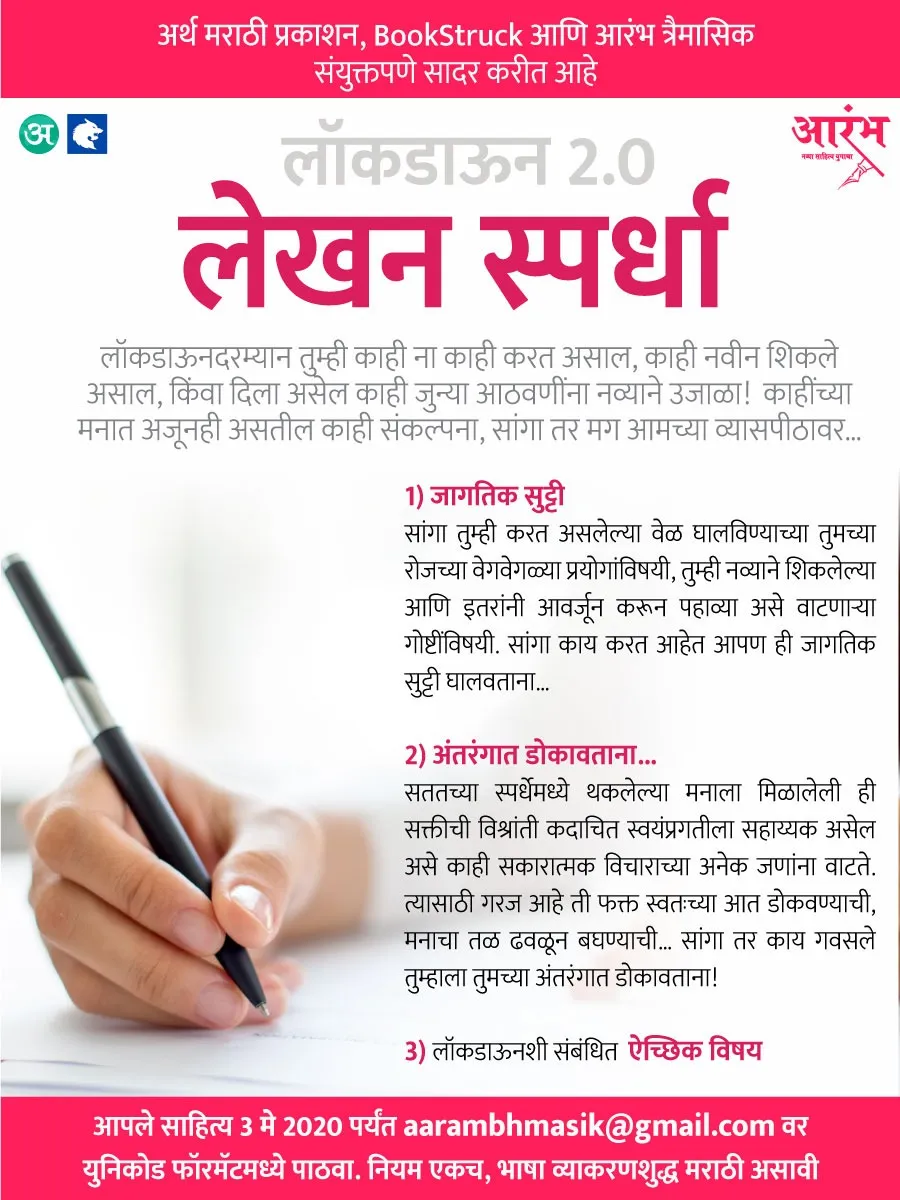 अर्थ मराठी प्रकाशन, BookStruck आणि आरंभ त्रैमासिक
संयुक्तपणे सादर करीत आहे
अ
आरंभ
नव्या साहित्य युगाचा
लॉकडाऊन 2.0
लेखन स्पर्धा
लॉकडाऊनदरम्यान तुम्ही काही ना काही करत असाल, काही नवीन शिकले
असाल, किंवा दिला असेल काही जुन्या आठवणींना नव्याने उजाळा! काहींच्या
मनात अजूनही असतील काही संकल्पना, सांगा तर मग आमच्या व्यासपीठावर...
1) जागतिक सुट्टी
सांगा तुम्ही करत असलेल्या वेळ घालविण्याच्या तुमच्या
रोजच्या वेगवेगळ्या प्रयोगांविषयी, तुम्ही नव्याने शिकलेल्या
आणि इतरांनी आवर्जून करून पहाव्या असे वाटणाऱ्या
गोष्टींविषयी. सांगा काय करत आहेत आपण ही जागतिक
सुट्टी घालवताना...
2) अंतरंगात डोकावताना...
सततच्या स्पर्धेमध्ये थकलेल्या मनाला मिळालेली ही
सक्तीची विश्रांती कदाचित स्वयंप्रगतीला सहाय्यक असेल
असे काही सकारात्मक विचाराच्या अनेक जणांना वाटते.
त्यासाठी गरज आहे ती फक्त स्वतःच्या आत डोकवण्याची,
मनाचा तळ ढवळून बघण्याची... सांगा तर काय गवसले
तुम्हाला तुमच्या अंतरंगात डोकावताना!
3) लॉकडाऊनशी संबंधित ऐच्छिक विषय
आपले साहित्य 3 मे 2020 पर्यंत aarambhmasik@gmail.com वर
युनिकोड फॉरमॅटमध्ये पाठवा. नियम एकच, भाषा व्याकरणशुद्ध मराठी असावी